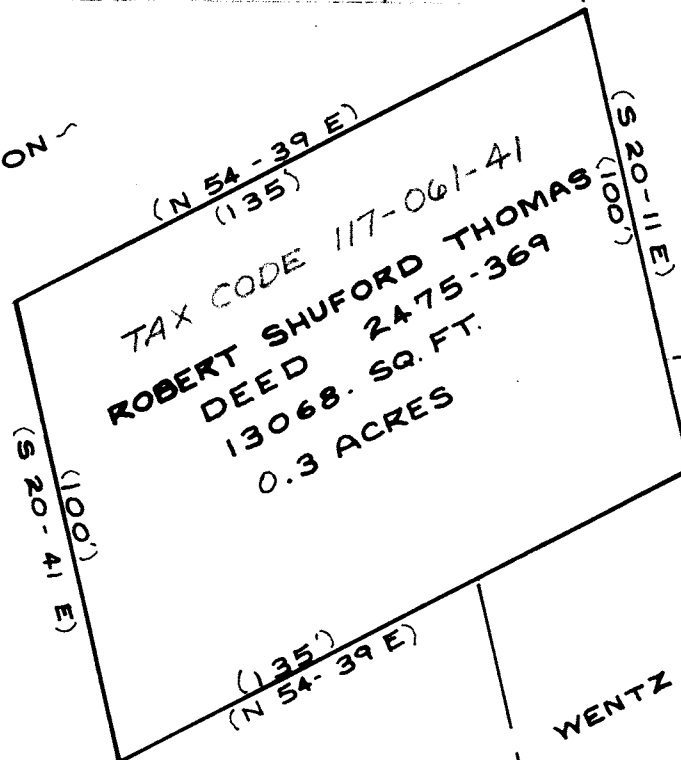 ON ~
(N 54-39 E)
(135')
(S 20-11 E)
(100')
TAX CODE 117-061-41
ROBERT SHUFORD THOMAS
DEED 2475-369
13068. SQ. FT.
0.3 ACRES
(100')
(S 20-41 E)
(135')
(N 54-39 E)
WENTZ